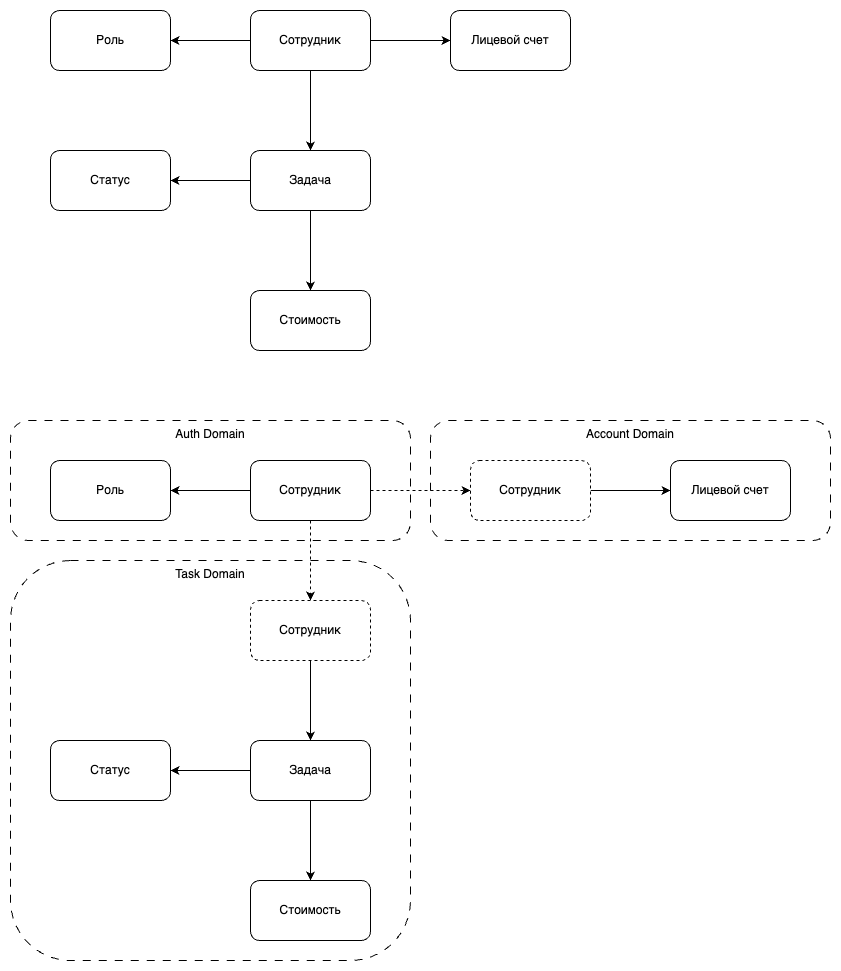 Роль
Сотрудник
Лицевой счет
Статус
Задача
Стоимость
Auth Domain
Account Domain
Роль
Сотрудник
Сотрудник
Лицевой счет
Task Domain
Сотрудник
Статус
Задача
Стоимость